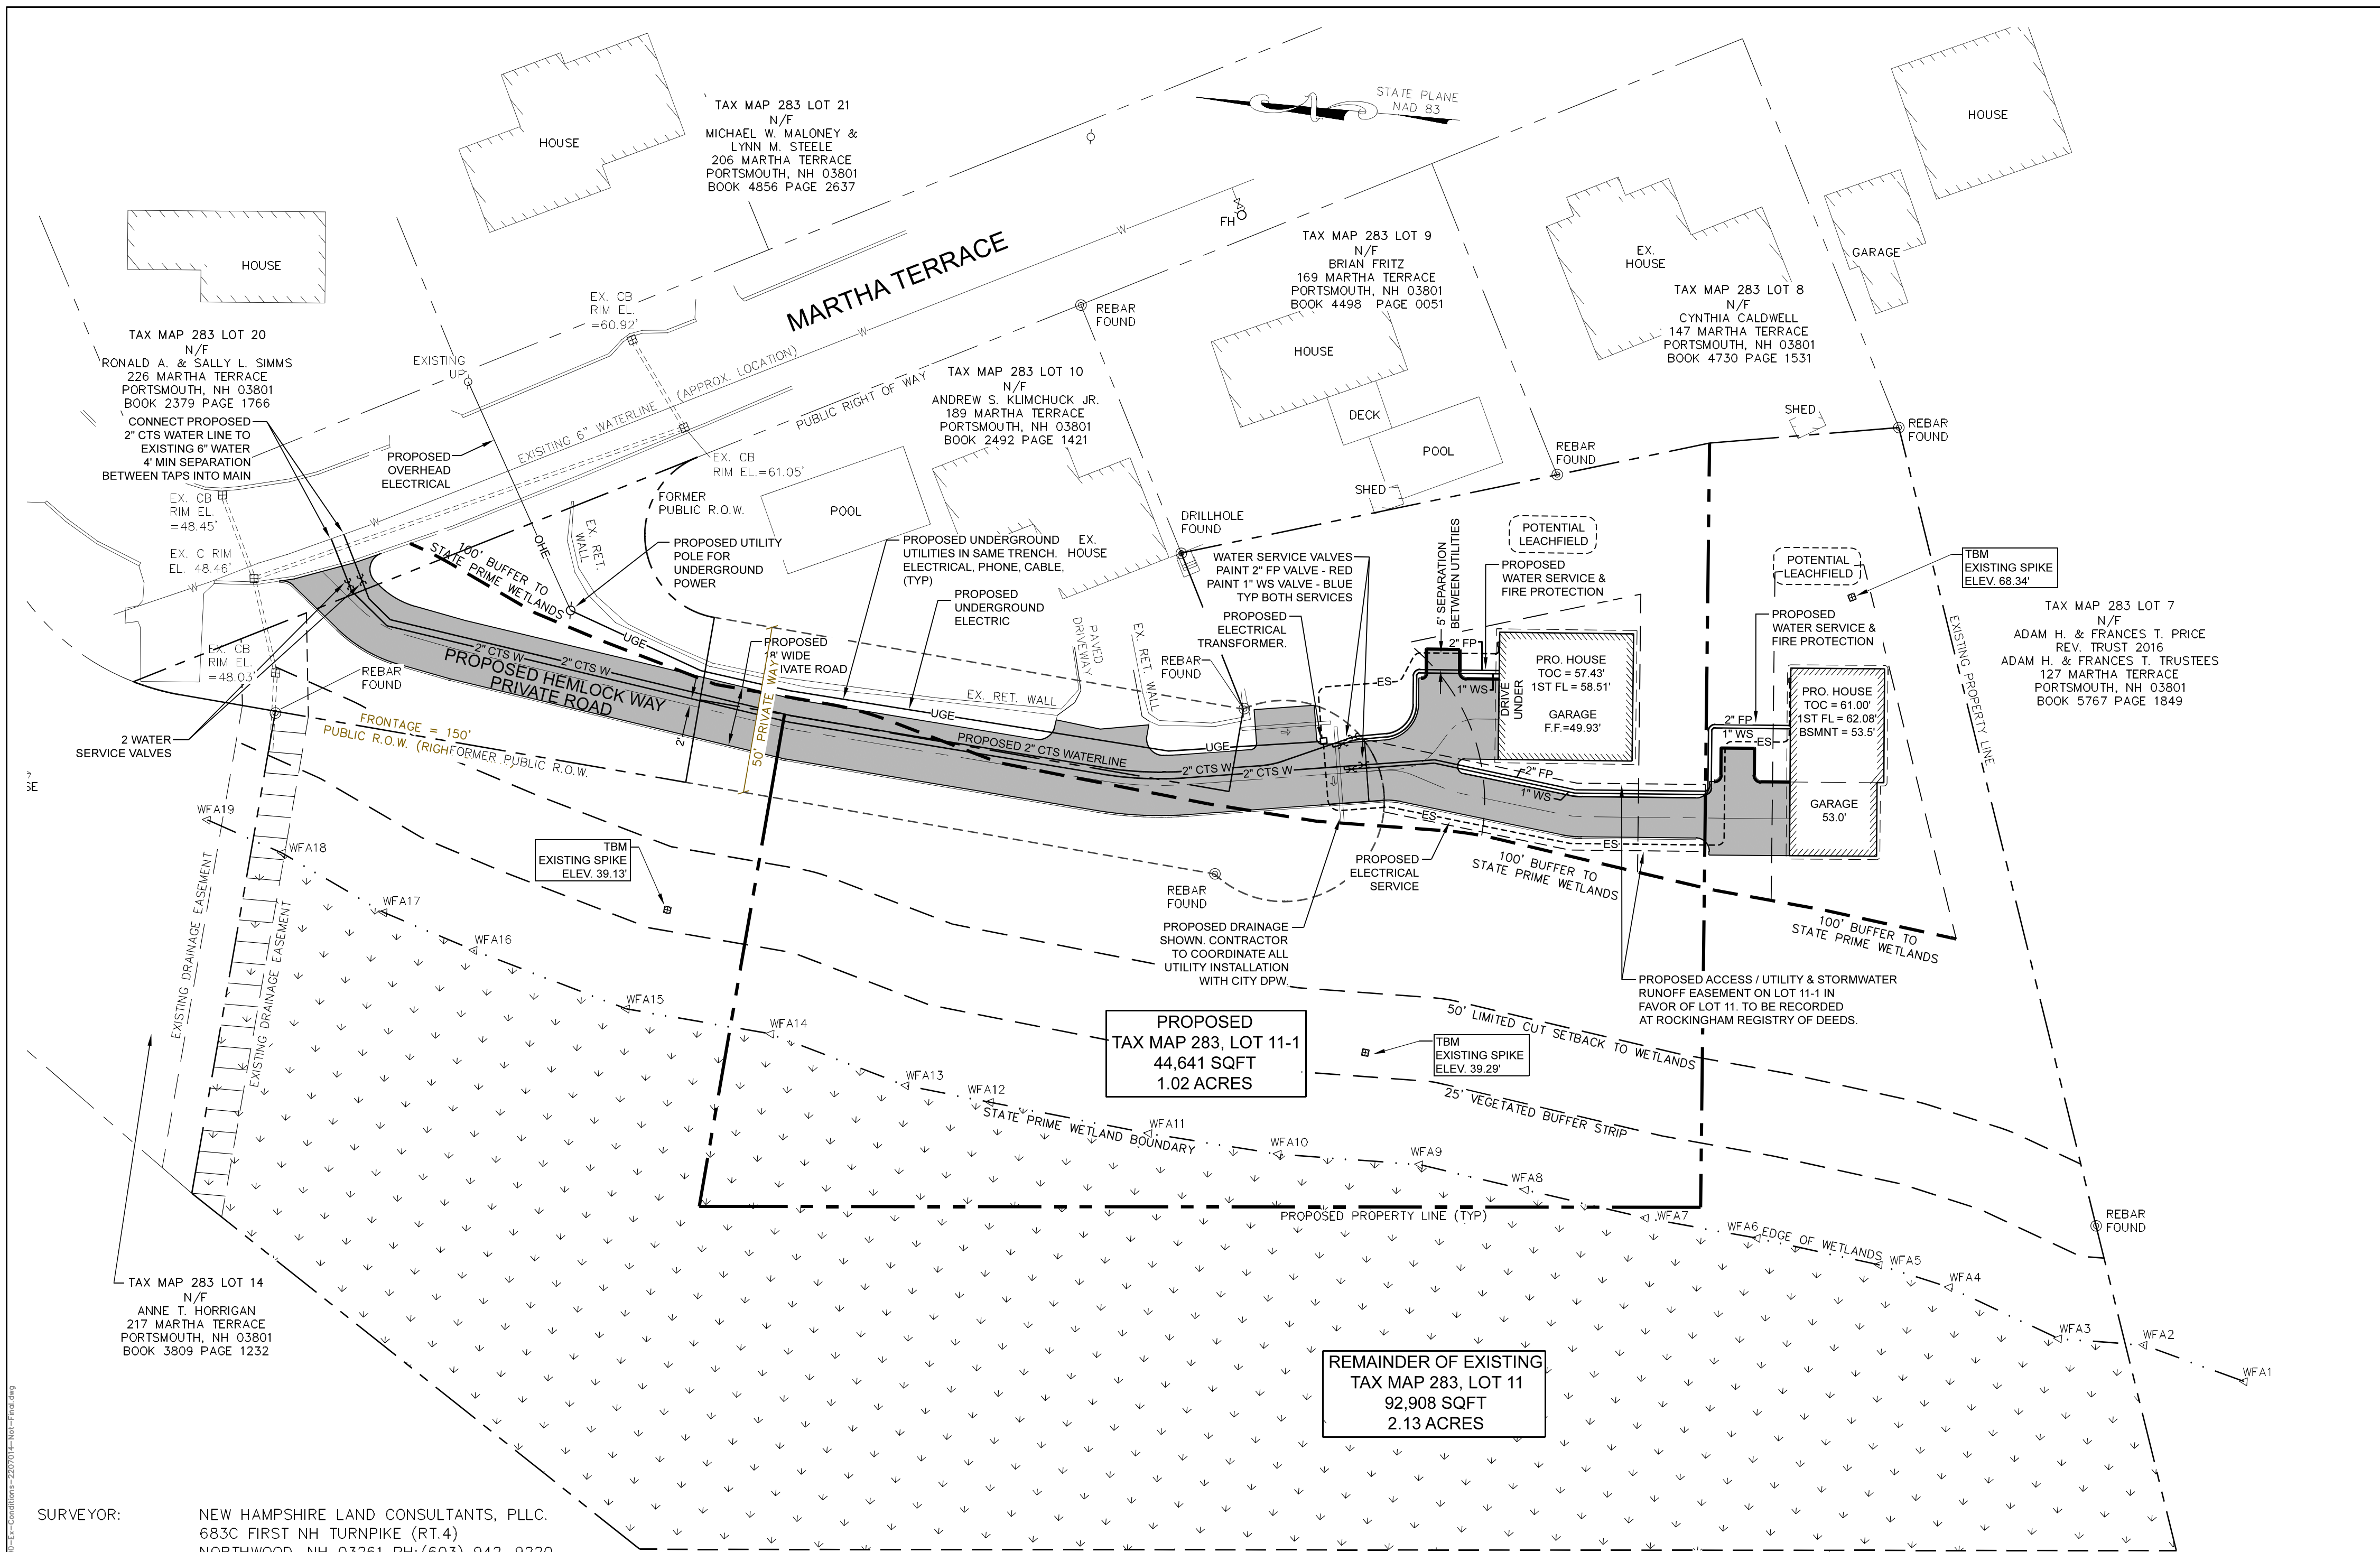 STATE PLANE
NAD 83
HOUSE
TAX MAP 283 LOT 21
N/F
MICHAEL W. MALONEY &
LYNN M. STEELE
206 MARTHA TERRACE
PORTSMOUTH, NH 03801
BOOK 4856 PAGE 2637
HOUSE
HOUSE
FH
MARTHA TERRACE
TAX MAP 283 LOT 9
N/F
BRIAN FRITZ
169 MARTHA TERRACE
PORTSMOUTH, NH 03801
BOOK 4498 PAGE 0051
EX.
HOUSE
GARAGE
TAX MAP 283 LOT 8
N/F
CYNTHIA CALDWELL
147 MARTHA TERRACE
PORTSMOUTH, NH 03801
BOOK 4730 PAGE 1531
EX. CB
RIM EL.
=60.92'
REBAR
FOUND
TAX MAP 283 LOT 20
N/F
RONALD A. & SALLY L. SIMMS
226 MARTHA TERRACE
PORTSMOUTH, NH 03801
BOOK 2379 PAGE 1766
EXISTING
UP
EXISITING 6" WATERLINE (APPROX. LOCATION)
W
W
W
W
W
PUBLIC RIGHT OF WAY
TAX MAP 283 LOT 10
N/F
ANDREW S. KLIMCHUCK JR.
189 MARTHA TERRACE
PORTSMOUTH, NH 03801
BOOK 2492 PAGE 1421
HOUSE
DECK
POOL
SHED
SHED
REBAR
FOUND
REBAR
FOUND
CONNECT PROPOSED
2" CTS WATER LINE TO
EXISTING 6" WATER
4' MIN SEPARATION
BETWEEN TAPS INTO MAIN
PROPOSED
OVERHEAD
ELECTRICAL
EX. CB
RIM EL.=61.05'
EX. CB
RIM EL.
=48.45'
EX. C RIM
EL. 48.46'
FORMER
PUBLIC R.O.W.
POOL
EX. RET.
WALL
OHE
100' BUFFER TO
STATE PRIME WETLANDS
PROPOSED UTILITY
POLE FOR
UNDERGROUND
POWER
PROPOSED UNDERGROUND
UTILITIES IN SAME TRENCH.
ELECTRICAL, PHONE, CABLE,
(TYP)
EX.
HOUSE
DRILLHOLE
FOUND
PROPOSED
UNDERGROUND
ELECTRIC
WATER SERVICE VALVES
PAINT 2" FP VALVE - RED
PAINT 1" WS VALVE - BLUE
TYP BOTH SERVICES
5' SEPARATION
BETWEEN UTILITIES
POTENTIAL
LEACHFIELD
PROPOSED
WATER SERVICE &
FIRE PROTECTION
POTENTIAL
LEACHFIELD
TBM
EXISTING SPIKE
ELEV. 68.34'
PROPOSED
WATER SERVICE &
FIRE PROTECTION
TAX MAP 283 LOT 7
N/F
ADAM H. & FRANCES T. PRICE
REV. TRUST 2016
ADAM H. & FRANCES T. TRUSTEES
127 MARTHA TERRACE
PORTSMOUTH, NH 03801
BOOK 5767 PAGE 1849
EXISTING PROPERTY LINE
PROPOSED
ELECTRICAL
TRANSFORMER.
REBAR
FOUND
PAVED
DRIVEWAY
EX. RET. WALL
EX. RET. WALL
UGE
UGE
UGE
PROPOSED
18' WIDE
PRIVATE ROAD
50' PRIVATE WAY
2'
2" CTS W
2" CTS W
PROPOSED HEMLOCK WAY
PRIVATE ROAD
PROPOSED 2" CTS WATERLINE
2" CTS W
2" CTS W
ES
2" FP
1" WS
DRIVE
UNDER
PRO. HOUSE
TOC = 57.43'
1ST FL = 58.51'
GARAGE
F.F.=49.93'
2" FP
1" WS
2" FP
1" WS
ES
PRO. HOUSE
TOC = 61.00'
1ST FL = 62.08'
BSMNT = 53.5'
GARAGE
53.0'
ES
ES
EX. CB
RIM EL.
=48.03'
REBAR
FOUND
2 WATER
SERVICE VALVES
FRONTAGE = 150'
PUBLIC R.O.W.
FORMER PUBLIC R.O.W.
SE
TBM
EXISTING SPIKE
ELEV. 39.13'
REBAR
FOUND
PROPOSED
ELECTRICAL
SERVICE
100' BUFFER TO
STATE PRIME WETLANDS
100' BUFFER TO
STATE PRIME WETLANDS
PROPOSED DRAINAGE
SHOWN. CONTRACTOR
TO COORDINATE ALL
UTILITY INSTALLATION
WITH CITY DPW.
PROPOSED ACCESS / UTILITY & STORMWATER
RUNOFF EASEMENT ON LOT 11-1 IN
FAVOR OF LOT 11. TO BE RECORDED
AT ROCKINGHAM REGISTRY OF DEEDS.
EXISTING DRAINAGE EASEMENT
EXISTING DRAINAGE EASEMENT
WFA19
WFA18
WFA17
WFA16
WFA15
WFA14
WFA13
WFA12
WFA11
WFA10
WFA9
WFA8
WFA7
WFA6
WFA5
WFA4
WFA3
WFA2
WFA1
PROPOSED
TAX MAP 283, LOT 11-1
44,641 SQFT
1.02 ACRES
50' LIMITED CUT SETBACK TO WETLANDS
TBM
EXISTING SPIKE
ELEV. 39.29'
25' VEGETATED BUFFER STRIP
STATE PRIME WETLAND BOUNDARY
PROPOSED PROPERTY LINE (TYP)
EDGE OF WETLANDS
REBAR
FOUND
TAX MAP 283 LOT 14
N/F
ANNE T. HORRIGAN
217 MARTHA TERRACE
PORTSMOUTH, NH 03801
BOOK 3809 PAGE 1232
REMAINDER OF EXISTING
TAX MAP 283, LOT 11
92,908 SQFT
2.13 ACRES
SURVEYOR:
NEW HAMPSHIRE LAND CONSULTANTS, PLLC.
683C FIRST NH TURNPIKE (RT.4)
NORTHWOOD, NH 03261 PH:(603) 942-9220
Ex-Conditions-2207014-Not-Final.dwg